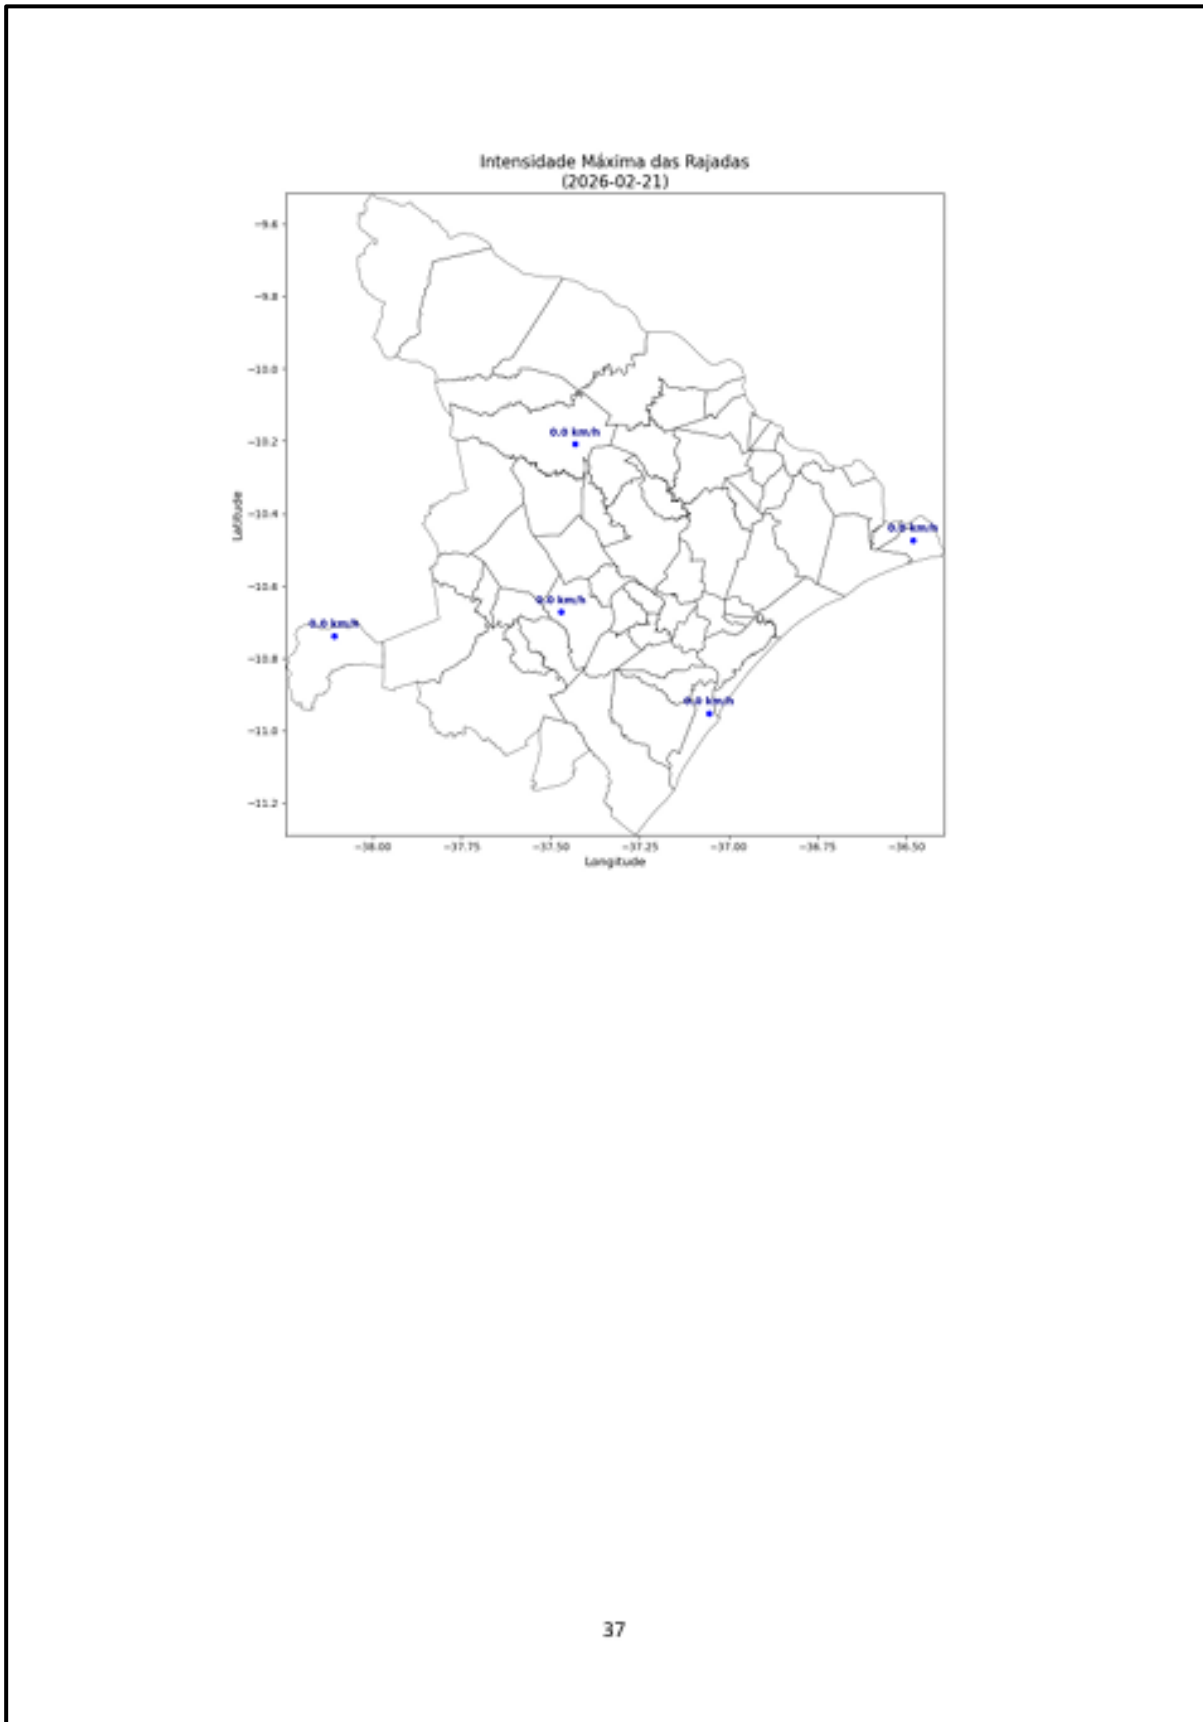 Intensidade Máxima das Rajadas
(2026-02-21)
−9.6
−9.8
−10.0
−10.2
−10.4
−10.6
−10.8
−11.0
−11.2
Latitude
0.0 km/h
0.0 km/h
0.0 km/h
0.0 km/h
0.0 km/h
−38.00
−37.75
−37.50
−37.25
−37.00
−36.75
−36.50
Longitude
37